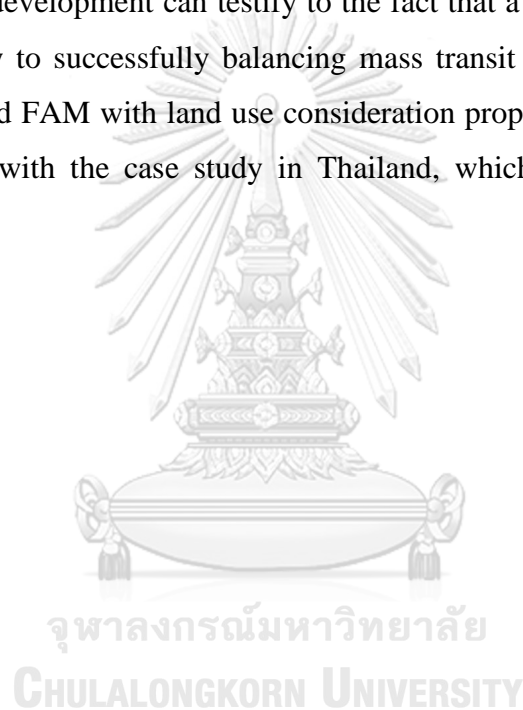 development can testify to the fact that a
to successfully balancing mass transit
FAM with land use consideration prop
with the case study in Thailand, which
จุฬาลงกรณ์มหาวิทยาลัย
CHULALONGKORN UNIVERSITY